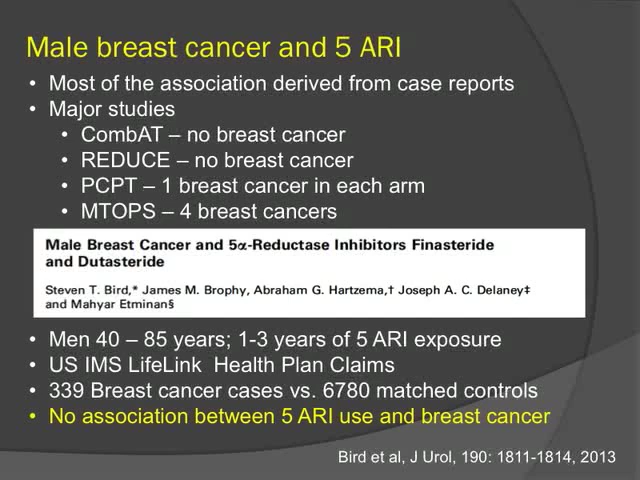 Male breast cancer and 5 ARI
• Most of the association derived from case reports
• Major studies
• CombAT – no breast cancer
• REDUCE – no breast cancer
• PCPT – 1 breast cancer in each arm
• MTOPS – 4 breast cancers
Male Breast Cancer and 5α-Reductase Inhibitors Finasteride
and Dutasteride
Steven T. Bird,* James M. Brophy, Abraham G. Hartzema,† Joseph A. C. Delaney‡
and Mahyar Etminan§
• Men 40 – 85 years; 1-3 years of 5 ARI exposure
• US IMS LifeLink Health Plan Claims
• 339 Breast cancer cases vs. 6780 matched controls
• No association between 5 ARI use and breast cancer
Bird et al, J Urol, 190: 1811-1814, 2013